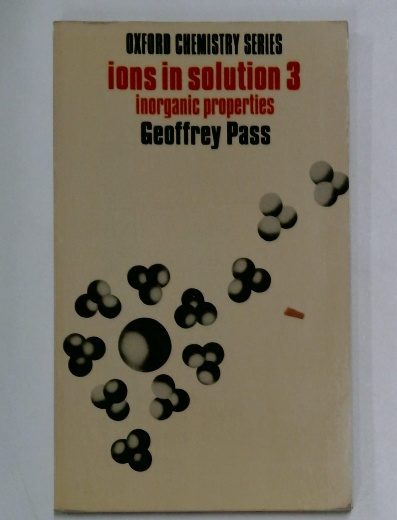 OXFORD CHEMISTRY SERIES
ions in solution 3
inorganic properties
Geoffrey Pass